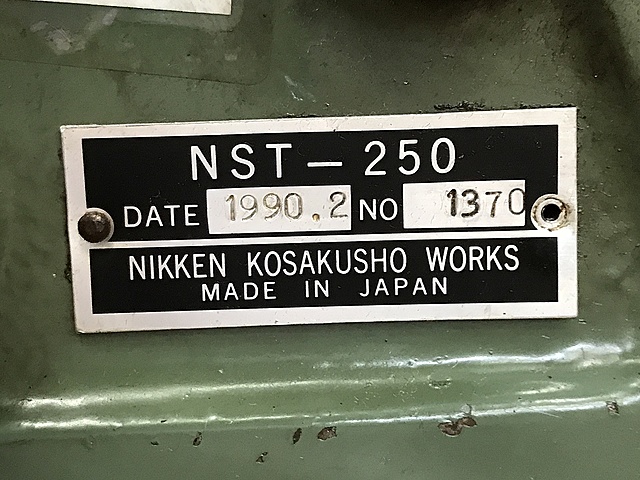 NST—250
DATE 1990.2 NO 1370
NIKKEN KOSAKUSHO WORKS
MADE IN JAPAN